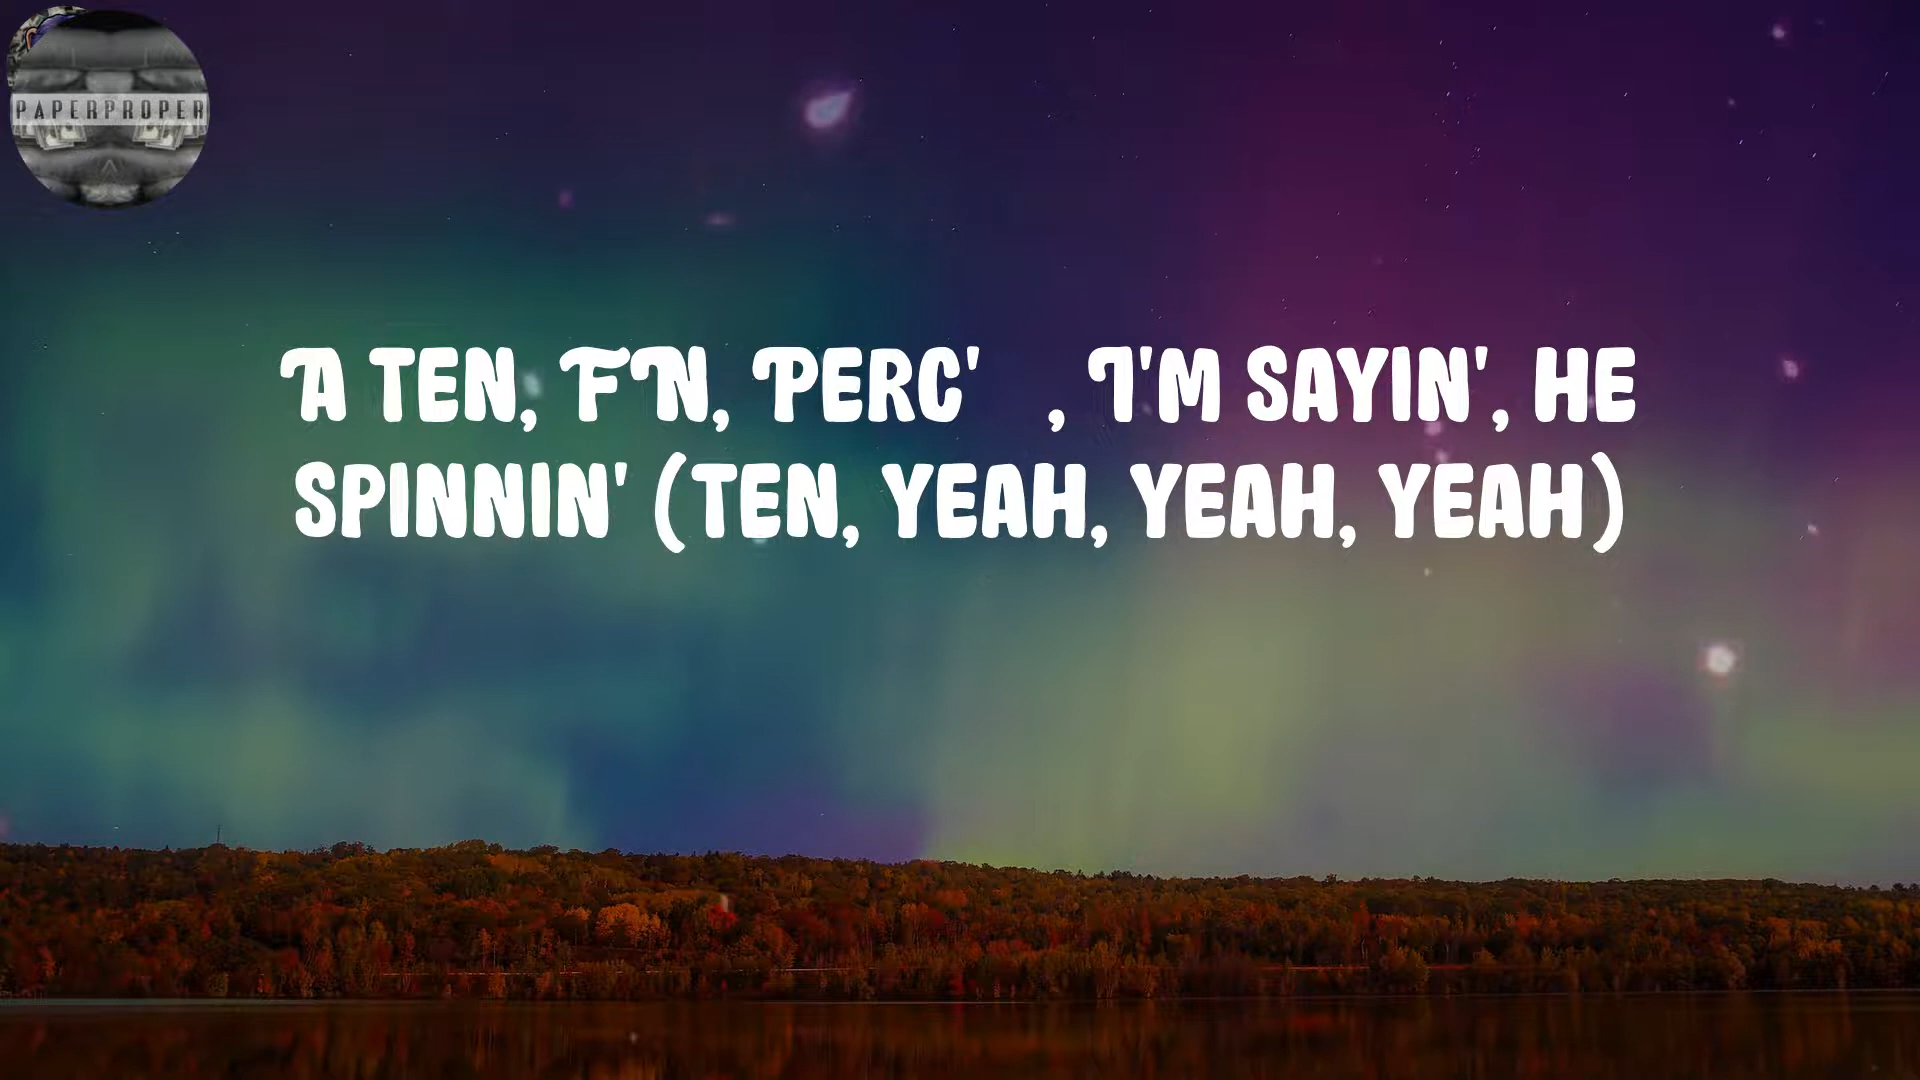 PAPERPROPER
A TEN, FN, PERC' , I'M SAYIN', HE
SPINNIN' (TEN, YEAH, YEAH, YEAH)